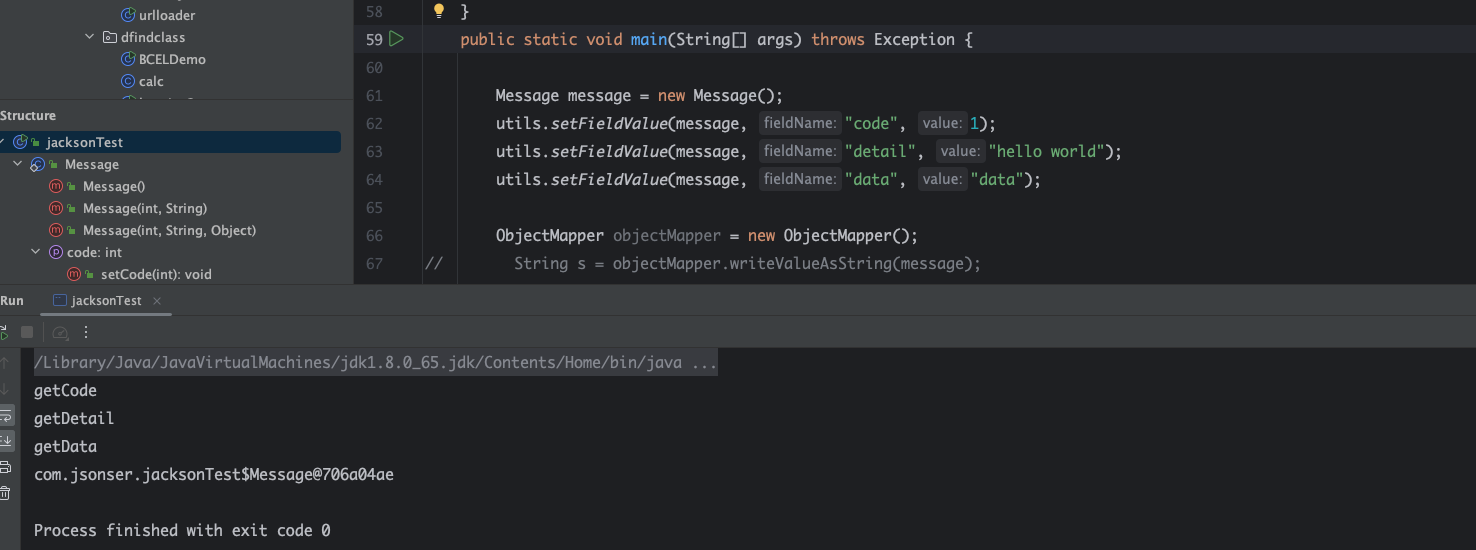 urlloader
dfindclass
BCELDemo
calc
Structure
jacksonTest
Message
Message()
Message(int, String)
Message(int, String, Object)
code: int
setCode(int): void
58 }
59 public static void main(String[] args) throws Exception {
60
61 Message message = new Message();
62 utils.setFieldValue(message, fieldName: "code", value: 1);
63 utils.setFieldValue(message, fieldName: "detail", value: "hello world");
64 utils.setFieldValue(message, fieldName: "data", value: "data");
65
66 ObjectMapper objectMapper = new ObjectMapper();
67 // String s = objectMapper.writeValueAsString(message);
Run jacksonTest
/Library/Java/JavaVirtualMachines/jdk1.8.0_65.jdk/Contents/Home/bin/java ...
getCode
getDetail
getData
com.jsonser.jacksonTest$Message@706a04ae
Process finished with exit code 0